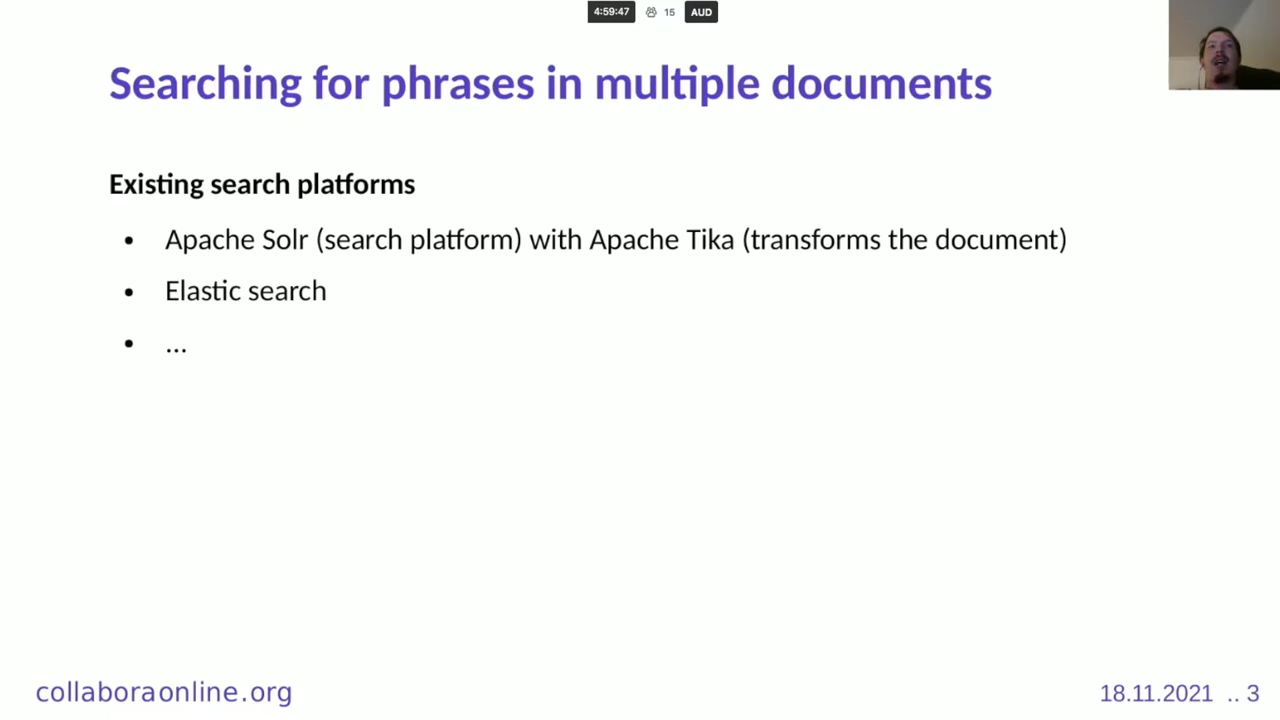 4:59:47 15 AUD
Searching for phrases in multiple documents
Existing search platforms
• Apache Solr (search platform) with Apache Tika (transforms the document)
• Elastic search
• ...
collaboraonline.org
18.11.2021 .. 3